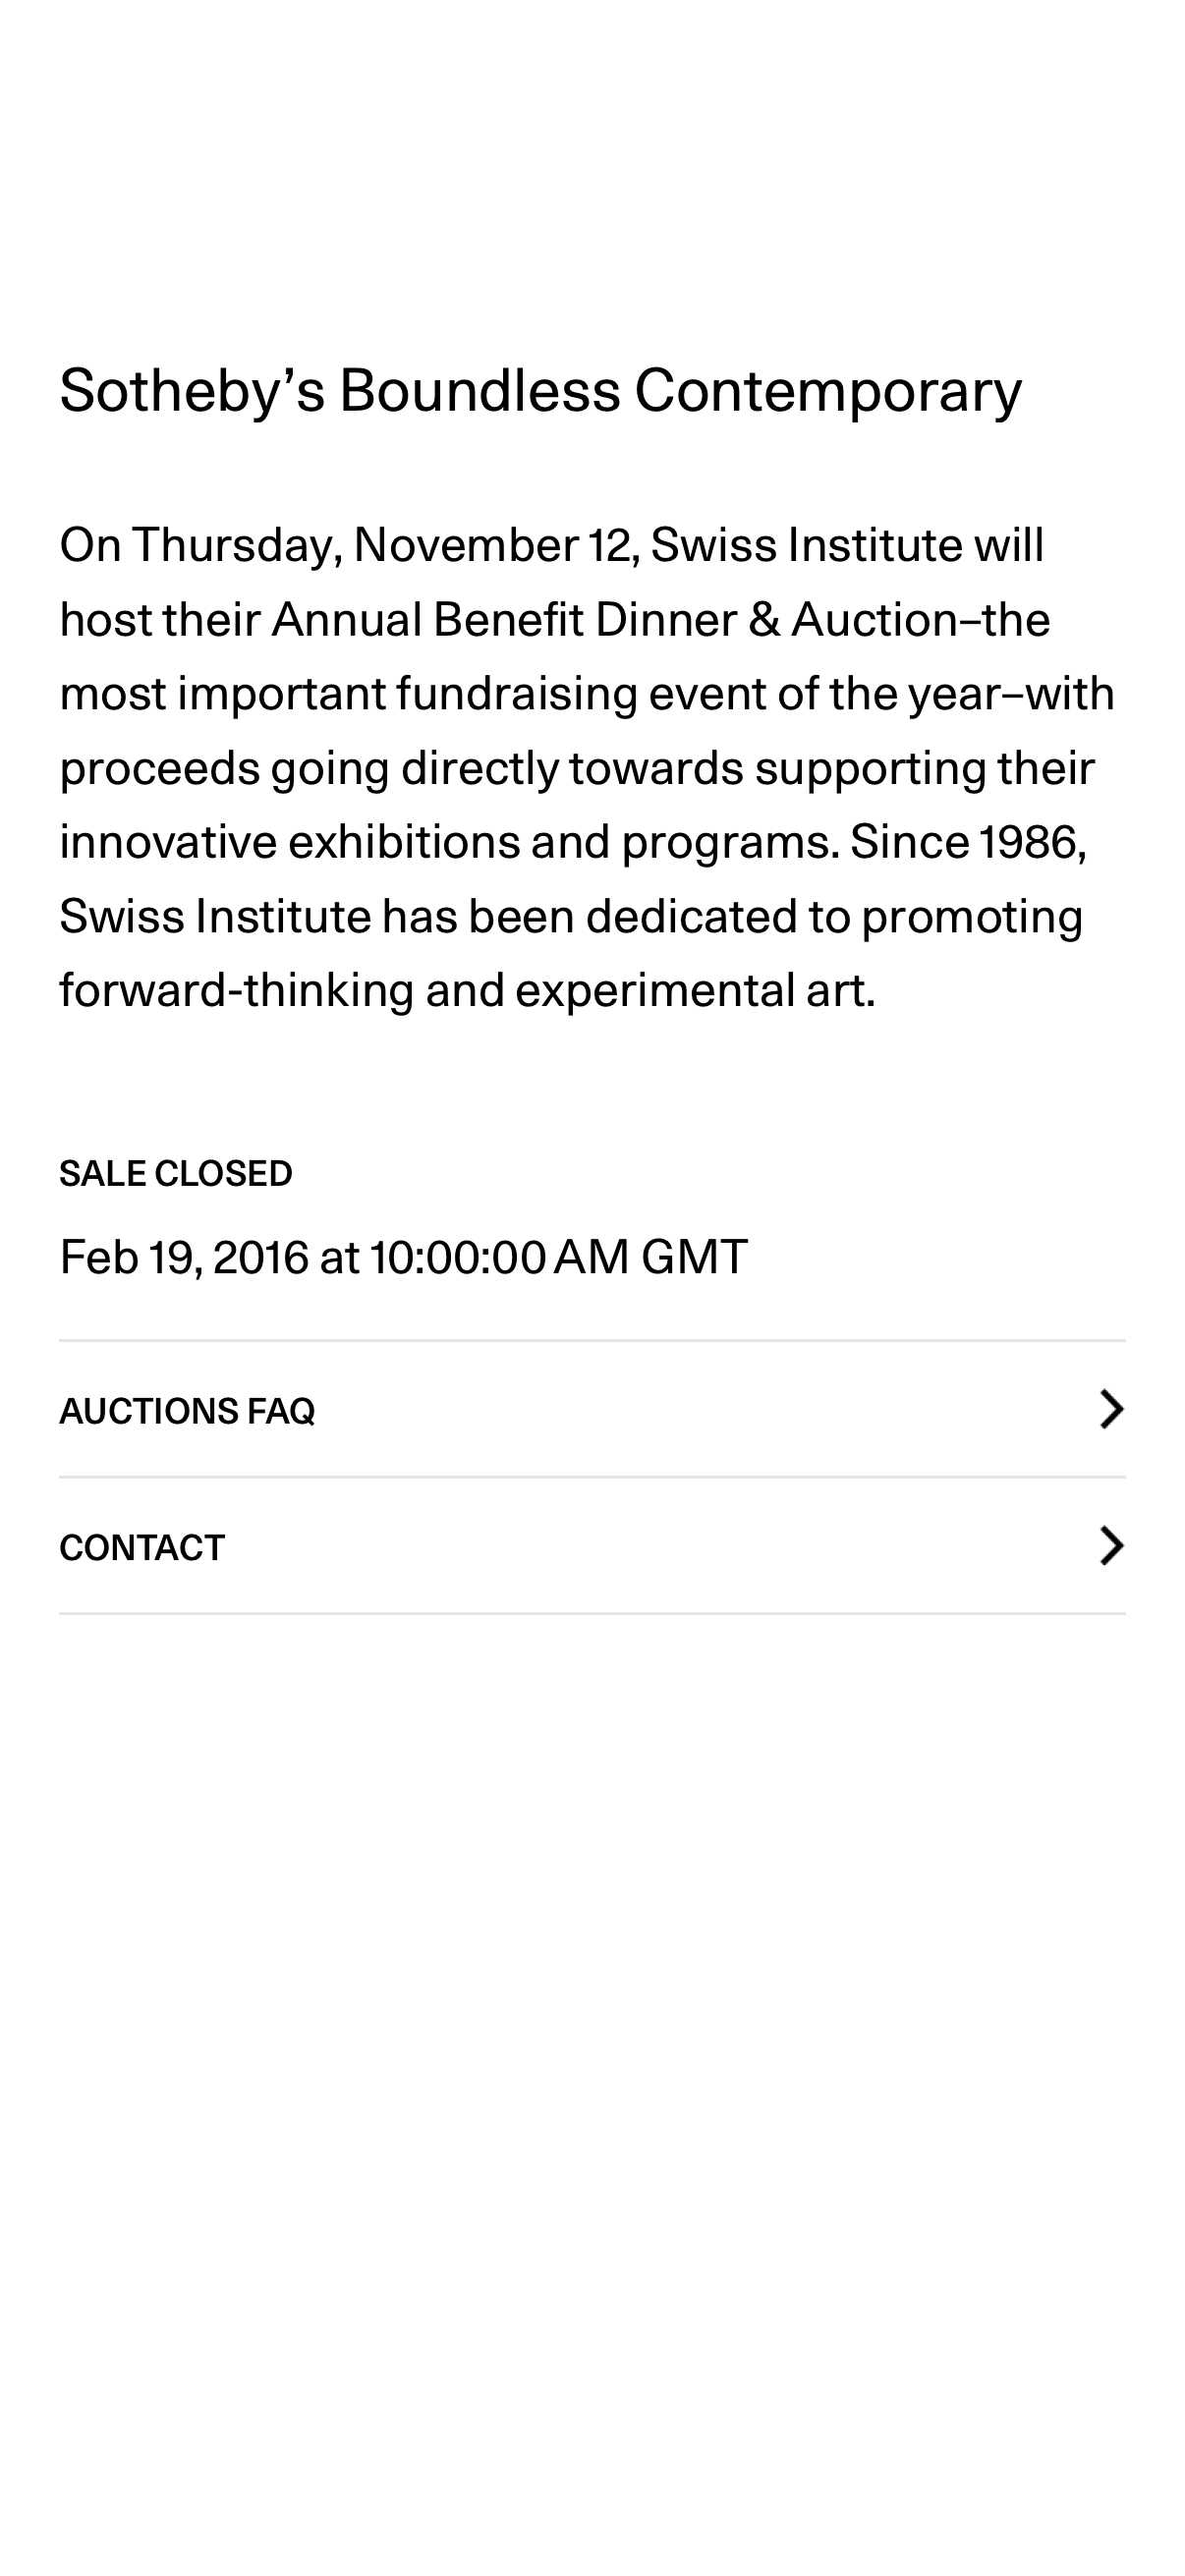 Sotheby’s Boundless Contemporary
On Thursday, November 12, Swiss Institute will
host their Annual Benefit Dinner & Auction–the
most important fundraising event of the year–with
proceeds going directly towards supporting their
innovative exhibitions and programs. Since 1986,
Swiss Institute has been dedicated to promoting
forward-thinking and experimental art.
SALE CLOSED
Feb 19, 2016 at 10:00:00 AM GMT
AUCTIONS FAQ
CONTACT